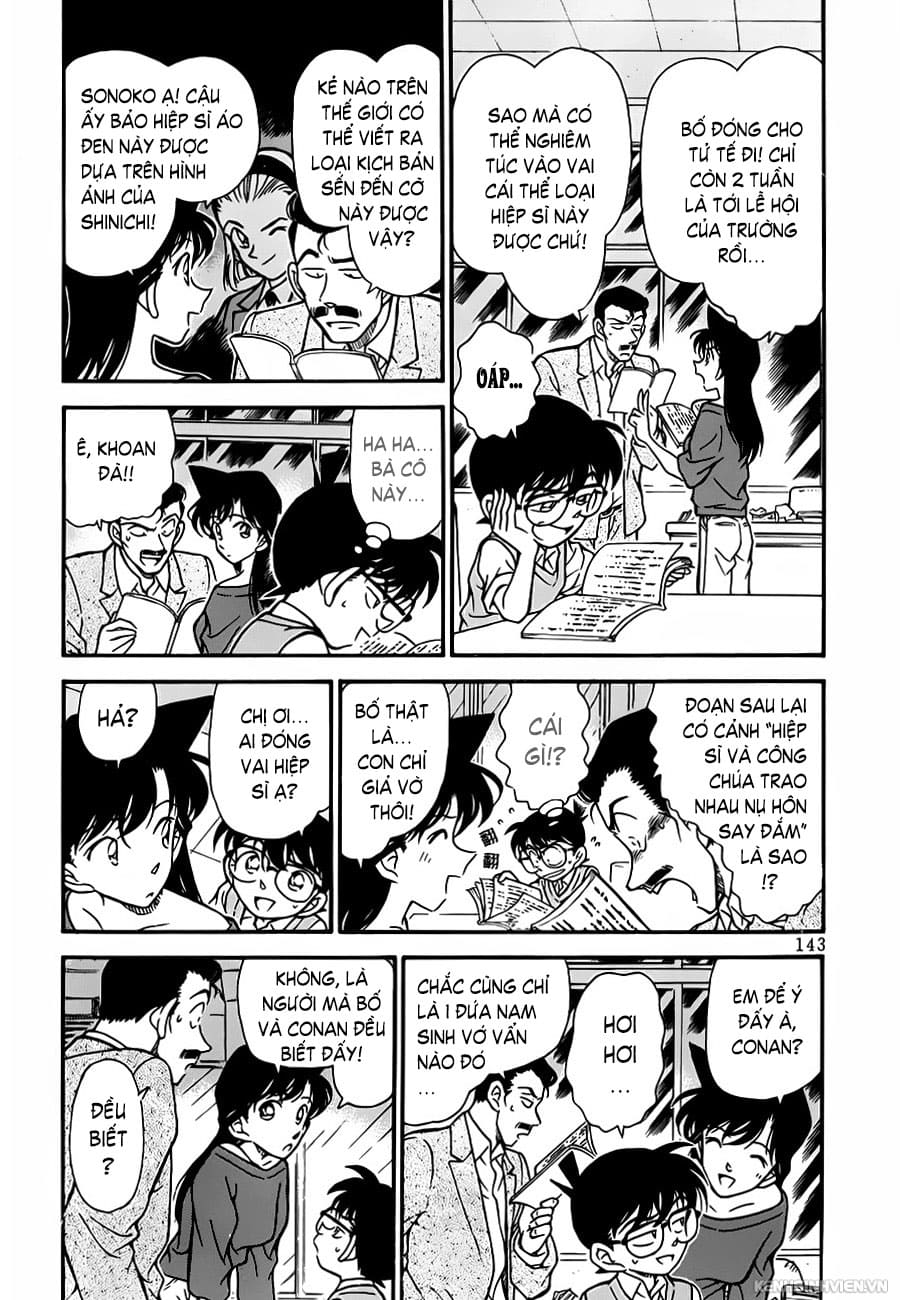 BỐ ĐÓNG CHO
TỬ TẾ ĐI! CHỈ
CÒN 2 TUẦN
LÀ TỚI LỄ HỘI
CỦA TRƯỜNG
RỒI...
SAO MÀ CÓ
THỂ NGHIÊM
TÚC VÀO VAI
CÁI THỂ LOẠI
HIỆP SĨ NÀY
ĐƯỢC CHỨ!
OÁP...
KẺ NÀO TRÊN
THẾ GIỚI CÓ
THỂ VIẾT RA
LOẠI KỊCH BẢN
SẾN ĐẾN CỠ
NÀY ĐƯỢC
VẬY?
SONOKO Ạ! CẬU
ẤY BẢO HIỆP SĨ ÁO
ĐEN NÀY ĐƯỢC
DỰA TRÊN HÌNH
ẢNH CỦA
SHINICHI!
HA HA...
BÀ CÔ
NÀY...
Ê, KHOAN
ĐÃ!!
ĐOẠN SAU LẠI
CÓ CẢNH "HIỆP
SĨ VÀ CÔNG
CHÚA TRAO
NHAU NỤ HÔN
SAY ĐẮM"
LÀ SAO
!?
CÁI
GÌ!?
翻
翻
BỐ THẬT
LÀ...
CON CHỈ
GIẢ VỜ
THÔI!
CHỊ ƠI...
AI ĐÓNG
VAI HIỆP
SĨ Ạ?
HẢ?
143
EM ĐỂ Ý
ĐẤY À,
CONAN?
HƠI
HƠI
...
CHẮC CŨNG CHỈ
LÀ 1 ĐỨA NAM
SINH VỚ VẨN
NÀO ĐÓ
...
KHÔNG, LÀ
NGƯỜI MÀ BỐ
VÀ CONAN ĐỀU
BIẾT ĐẤY!
ĐỀU
BIẾT
?
KENHSINHVIEN.VN